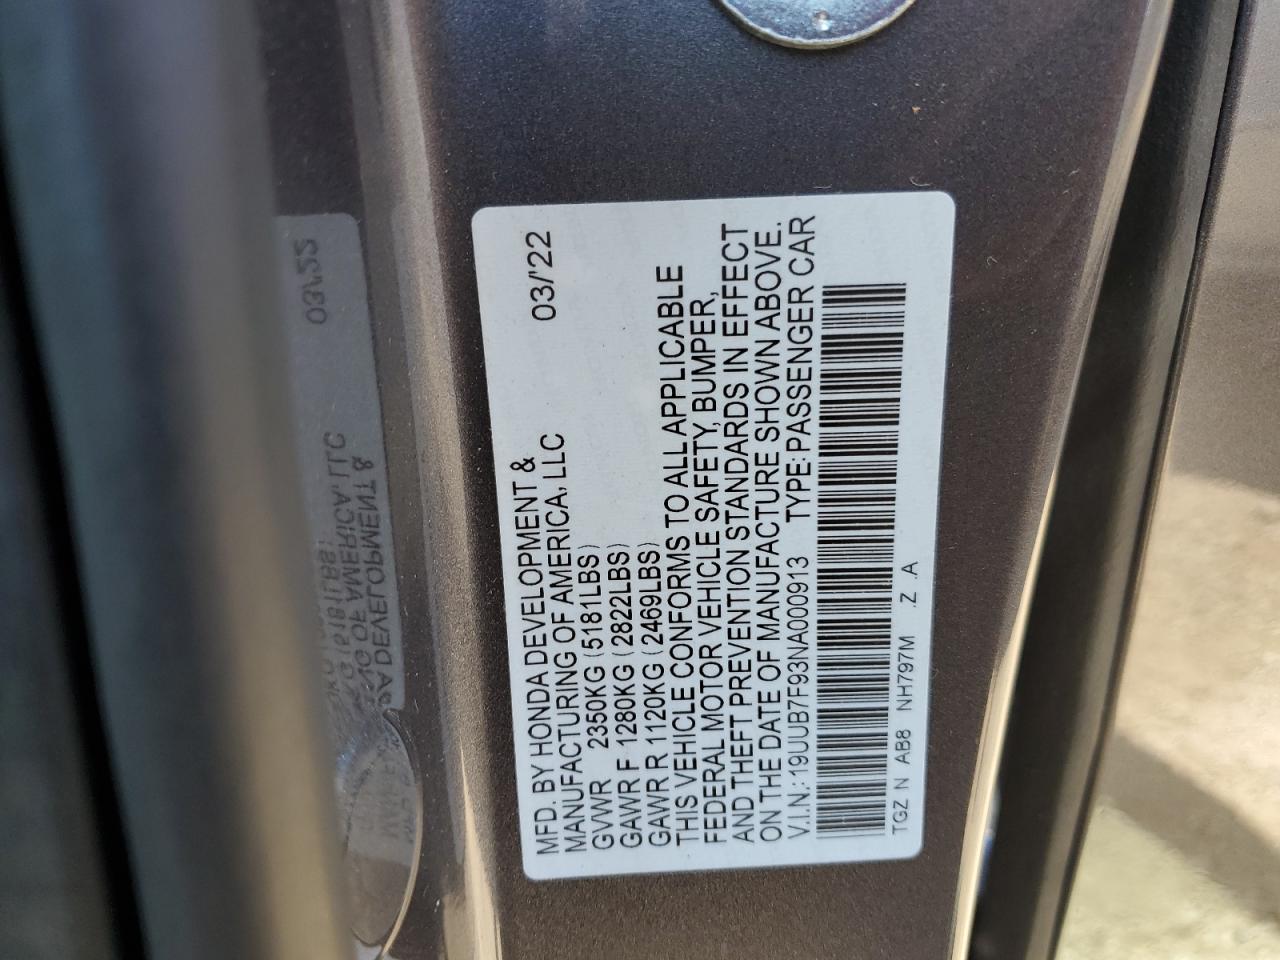 MFD. BY HONDA DEVELOPMENT &
MANUFACTURING OF AMERICA, LLC 03/'22
GVWR 2350KG (5181LBS)
GAWR F 1280KG (2822LBS)
GAWR R 1120KG (2469LBS)
THIS VEHICLE CONFORMS TO ALL APPLICABLE
FEDERAL MOTOR VEHICLE SAFETY, BUMPER,
AND THEFT PREVENTION STANDARDS IN EFFECT
ON THE DATE OF MANUFACTURE SHOWN ABOVE.
V.I.N.: 19UUB7F93NA000913 TYPE: PASSENGER CAR
TGZ N AB8 NH797M .Z .A